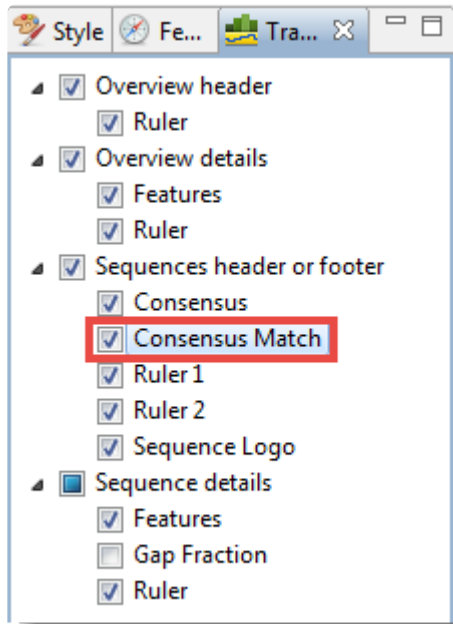 Style Fe... Tra...
Overview header
Ruler
Overview details
Features
Ruler
Sequences header or footer
Consensus
Consensus Match
Ruler 1
Ruler 2
Sequence Logo
Sequence details
Features
Gap Fraction
Ruler